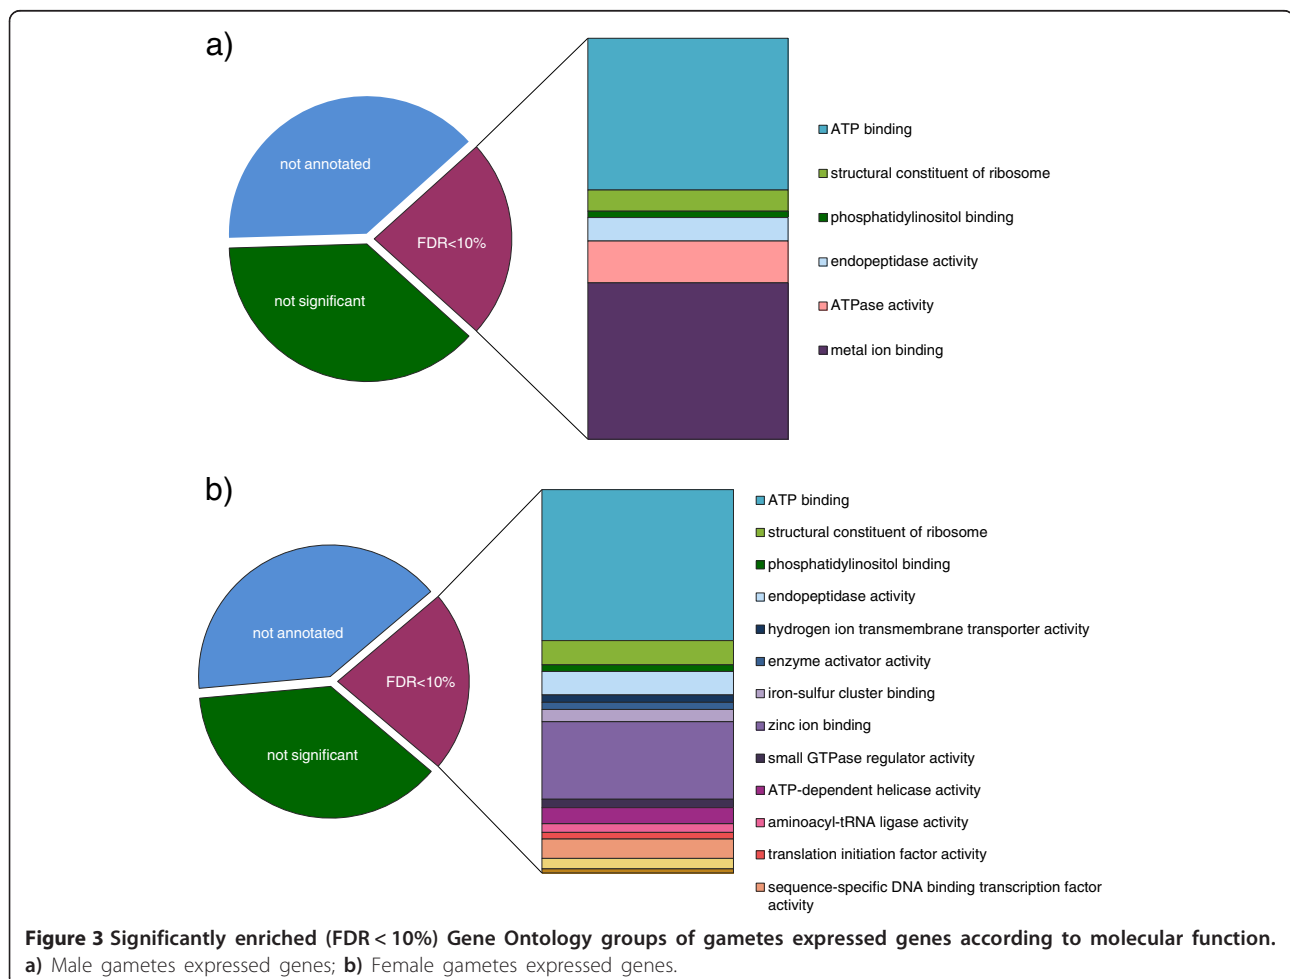 a)
not annotated
FDR<10%
not significant
ATP binding
structural constituent of ribosome
phosphatidylinositol binding
endopeptidase activity
ATPase activity
metal ion binding
b)
not annotated
FDR<10%
not significant
ATP binding
structural constituent of ribosome
phosphatidylinositol binding
endopeptidase activity
hydrogen ion transmembrane transporter activity
enzyme activator activity
iron-sulfur cluster binding
zinc ion binding
small GTPase regulator activity
ATP-dependent helicase activity
aminoacyl-tRNA ligase activity
translation initiation factor activity
sequence-specific DNA binding transcription factor
activity
Figure 3 Significantly enriched (FDR < 10%) Gene Ontology groups of gametes expressed genes according to molecular function.
a) Male gametes expressed genes; b) Female gametes expressed genes.